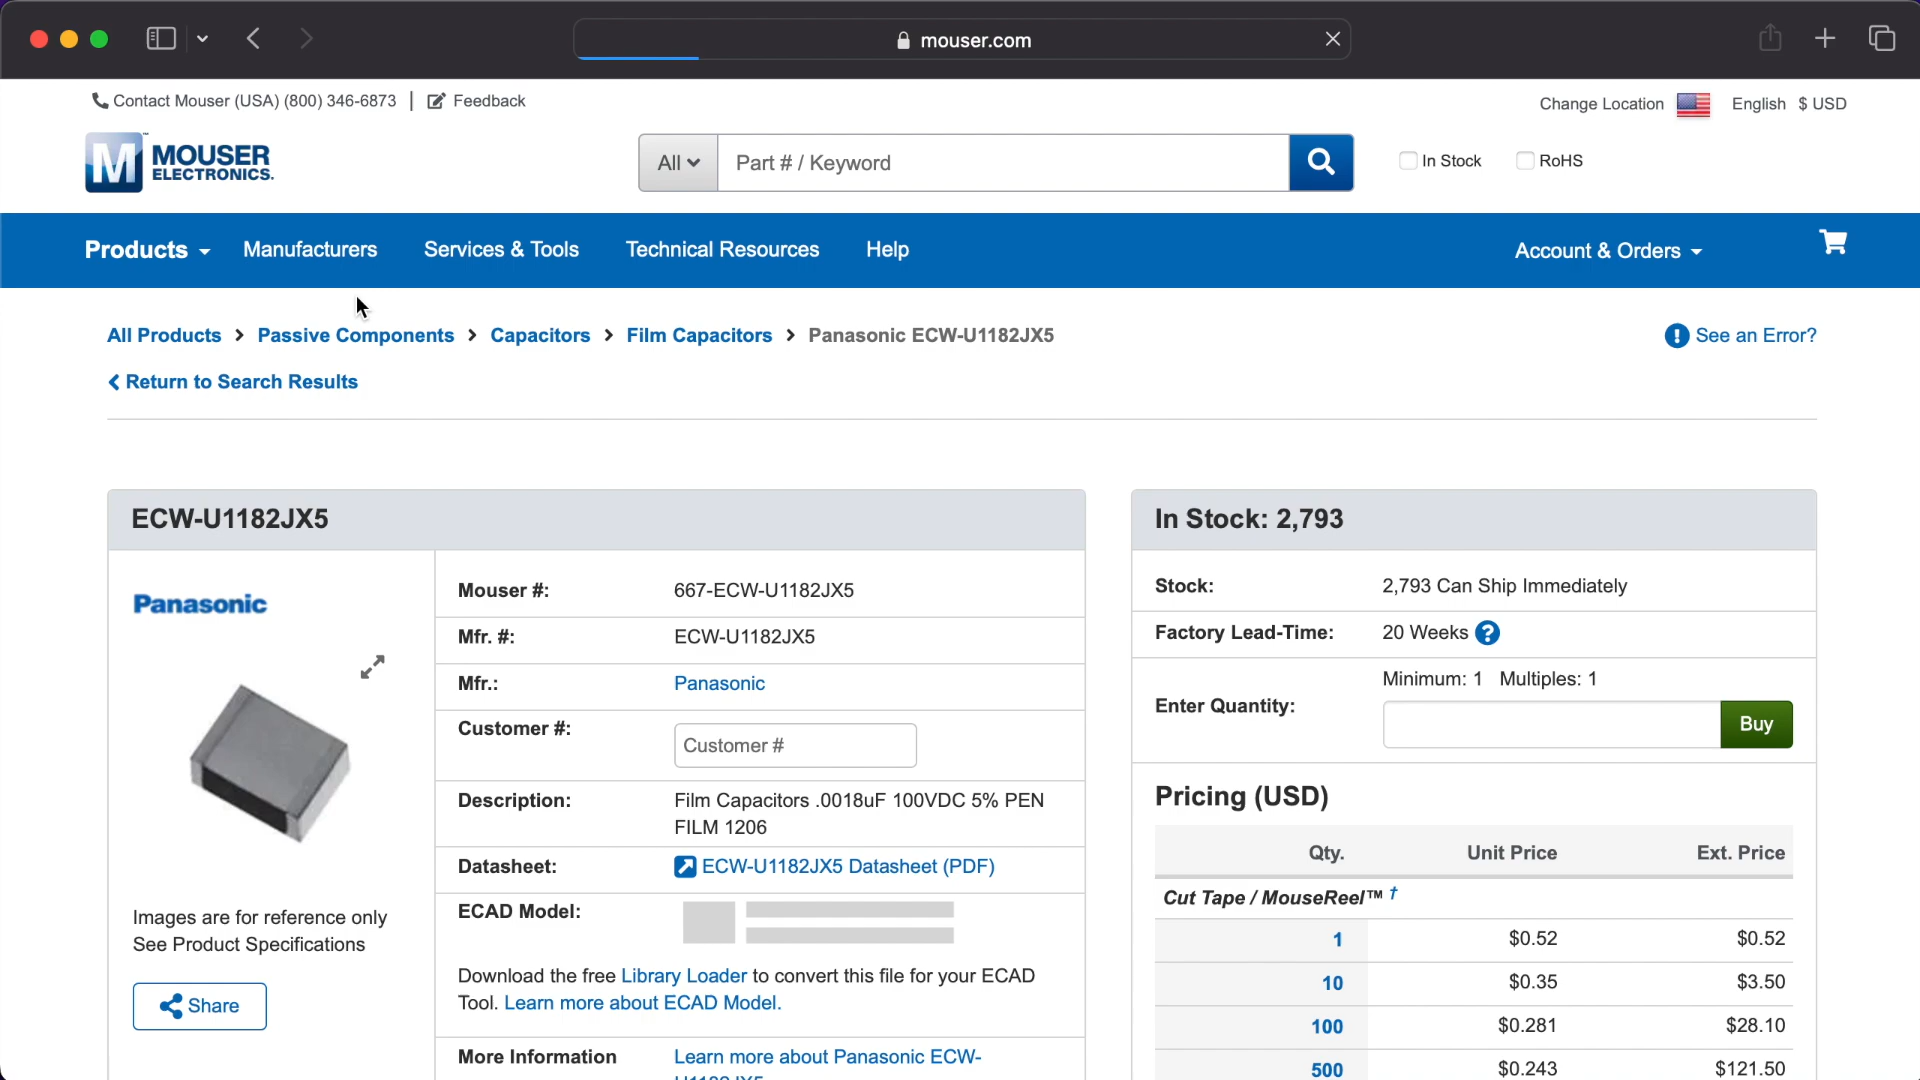 mouser.com
Contact Mouser (USA) (800) 346-6873 | Feedback
Change Location English $ USD
M MOUSER ELECTRONICS.
All Part # / Keyword
In Stock RoHS
Products Manufacturers Services & Tools Technical Resources Help Account & Orders
All Products > Passive Components > Capacitors > Film Capacitors > Panasonic ECW-U1182JX5
See an Error?
Return to Search Results
ECW-U1182JX5
Panasonic
Images are for reference only
See Product Specifications
Share
Mouser #: 667-ECW-U1182JX5
Mfr. #: ECW-U1182JX5
Mfr.: Panasonic
Customer #: Customer #
Description: Film Capacitors .0018uF 100VDC 5% PEN
FILM 1206
Datasheet: ECW-U1182JX5 Datasheet (PDF)
ECAD Model:
Download the free Library Loader to convert this file for your ECAD
Tool. Learn more about ECAD Model.
More Information Learn more about Panasonic ECW-
U1182JX5
In Stock: 2,793
Stock: 2,793 Can Ship Immediately
Factory Lead-Time: 20 Weeks ?
Minimum: 1 Multiples: 1
Enter Quantity:
Buy
Pricing (USD)
Qty. Unit Price Ext. Price
Cut Tape / MouseReel™ †
1 $0.52 $0.52
10 $0.35 $3.50
100 $0.281 $28.10
500 $0.243 $121.50